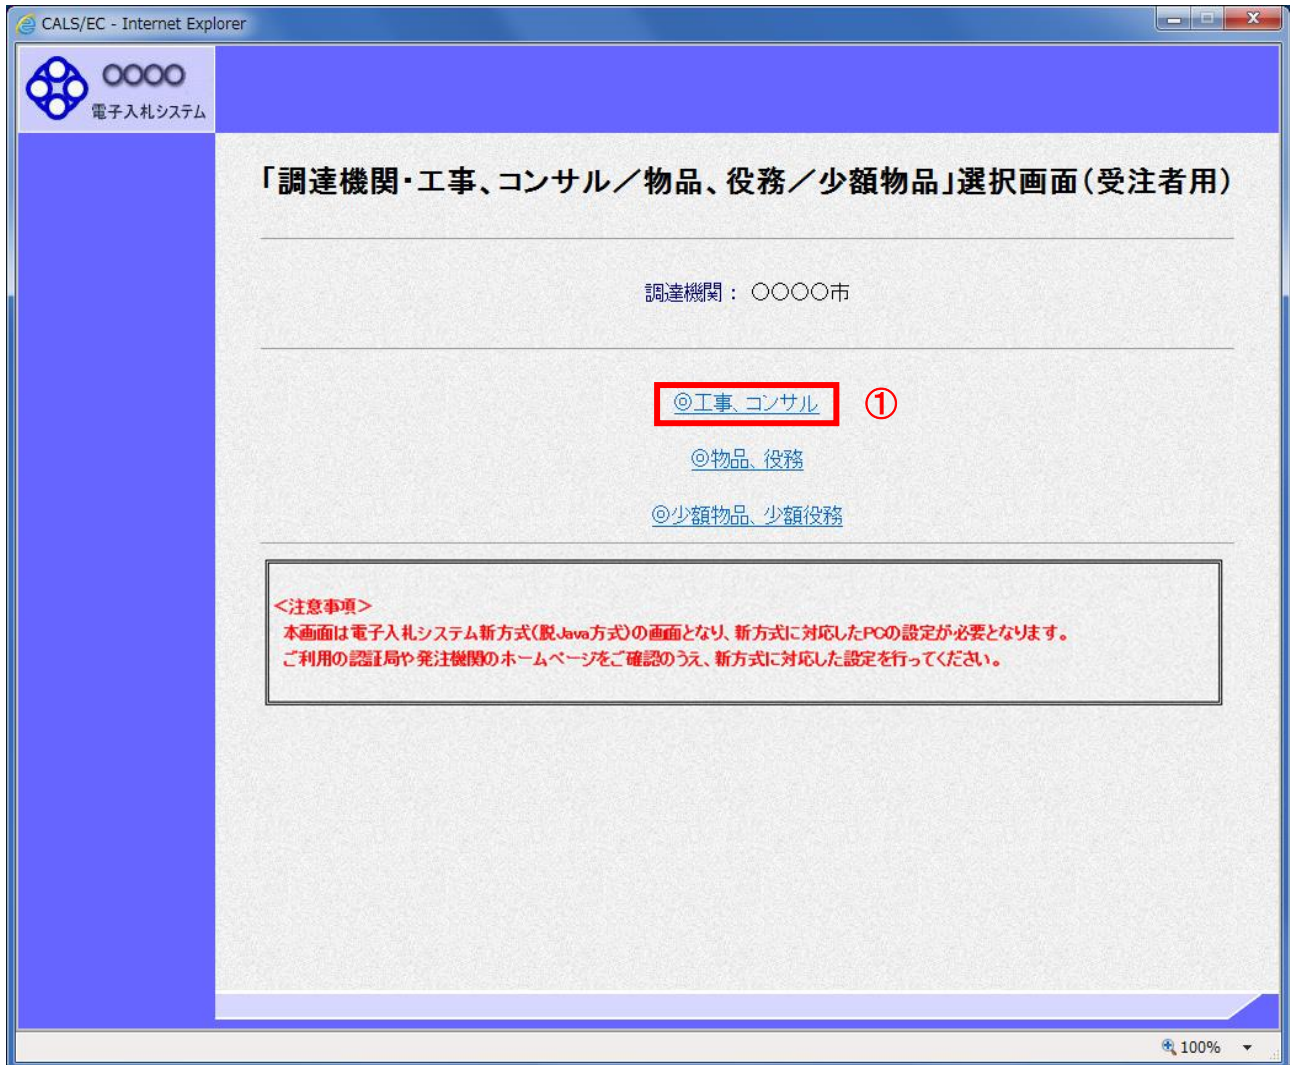 CALS/EC - Internet Explorer
○○○○
電子入札システム
「調達機関・工事、コンサル／物品、役務／少額物品」選択画面（受注者用）
調達機関： ○○○○市
◎工事、コンサル ①
◎物品、役務
◎少額物品、少額役務
＜注意事項＞
本画面は電子入札システム新方式(脱Java方式)の画面となり、新方式に対応したPCの設定が必要となります。
ご利用の認証局や発注機関のホームページをご確認のうえ、新方式に対応した設定を行ってください。
100%